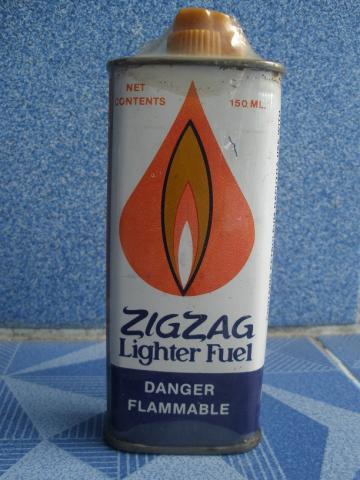 NET
CONTENTS
150 ML.
ZIGZAG
Lighter Fuel
DANGER
FLAMMABLE